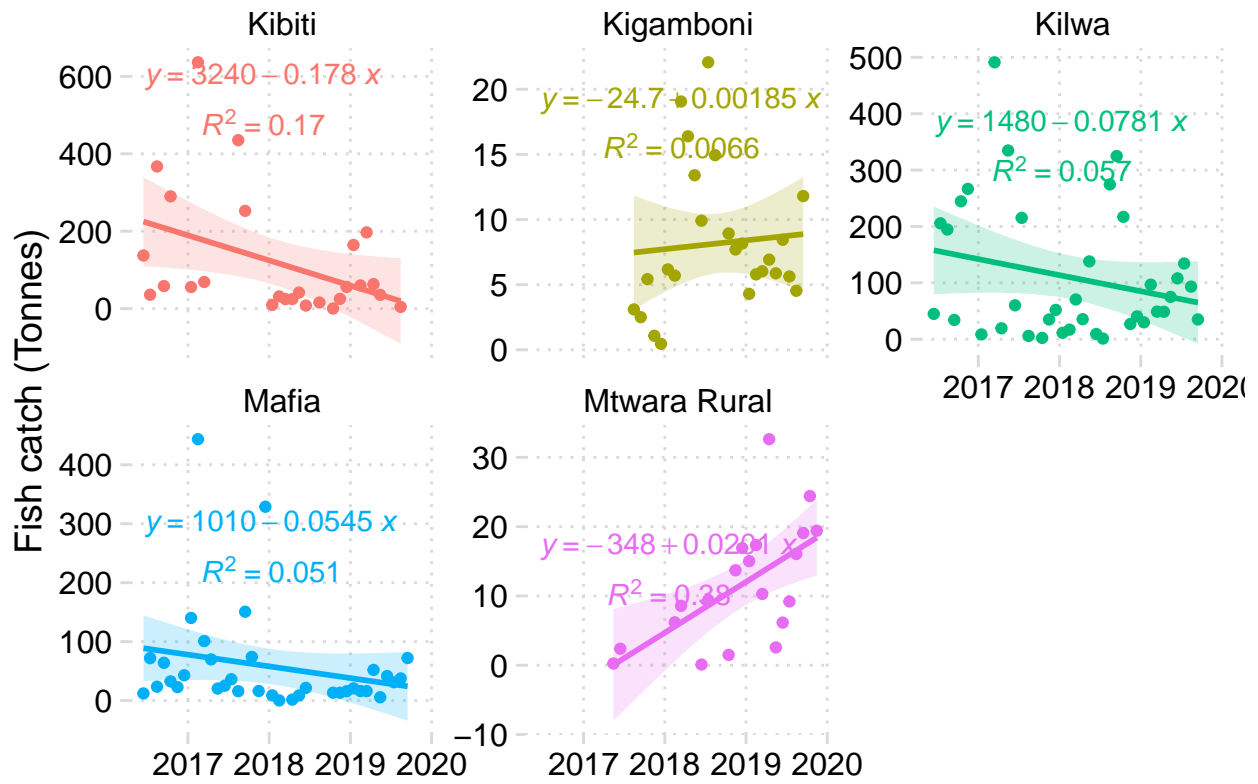 Kibiti
Kigamboni
Kilwa
Fish catch (Tonnes)
600
400
200
0
y = 3240 − 0.178 x
R² = 0.17
20
15
10
5
0
y = −24.7 + 0.00185 x
R² = 0.0066
500
400
300
200
100
0
y = 1480 − 0.0781 x
R² = 0.057
2017 2018 2019 2020
Mafia
Mtwara Rural
400
300
200
100
0
y = 1010 − 0.0545 x
R² = 0.051
2017 2018 2019 2020
30
20
10
0
−10
y = −348 + 0.0201 x
R² = 0.38
2017 2018 2019 2020